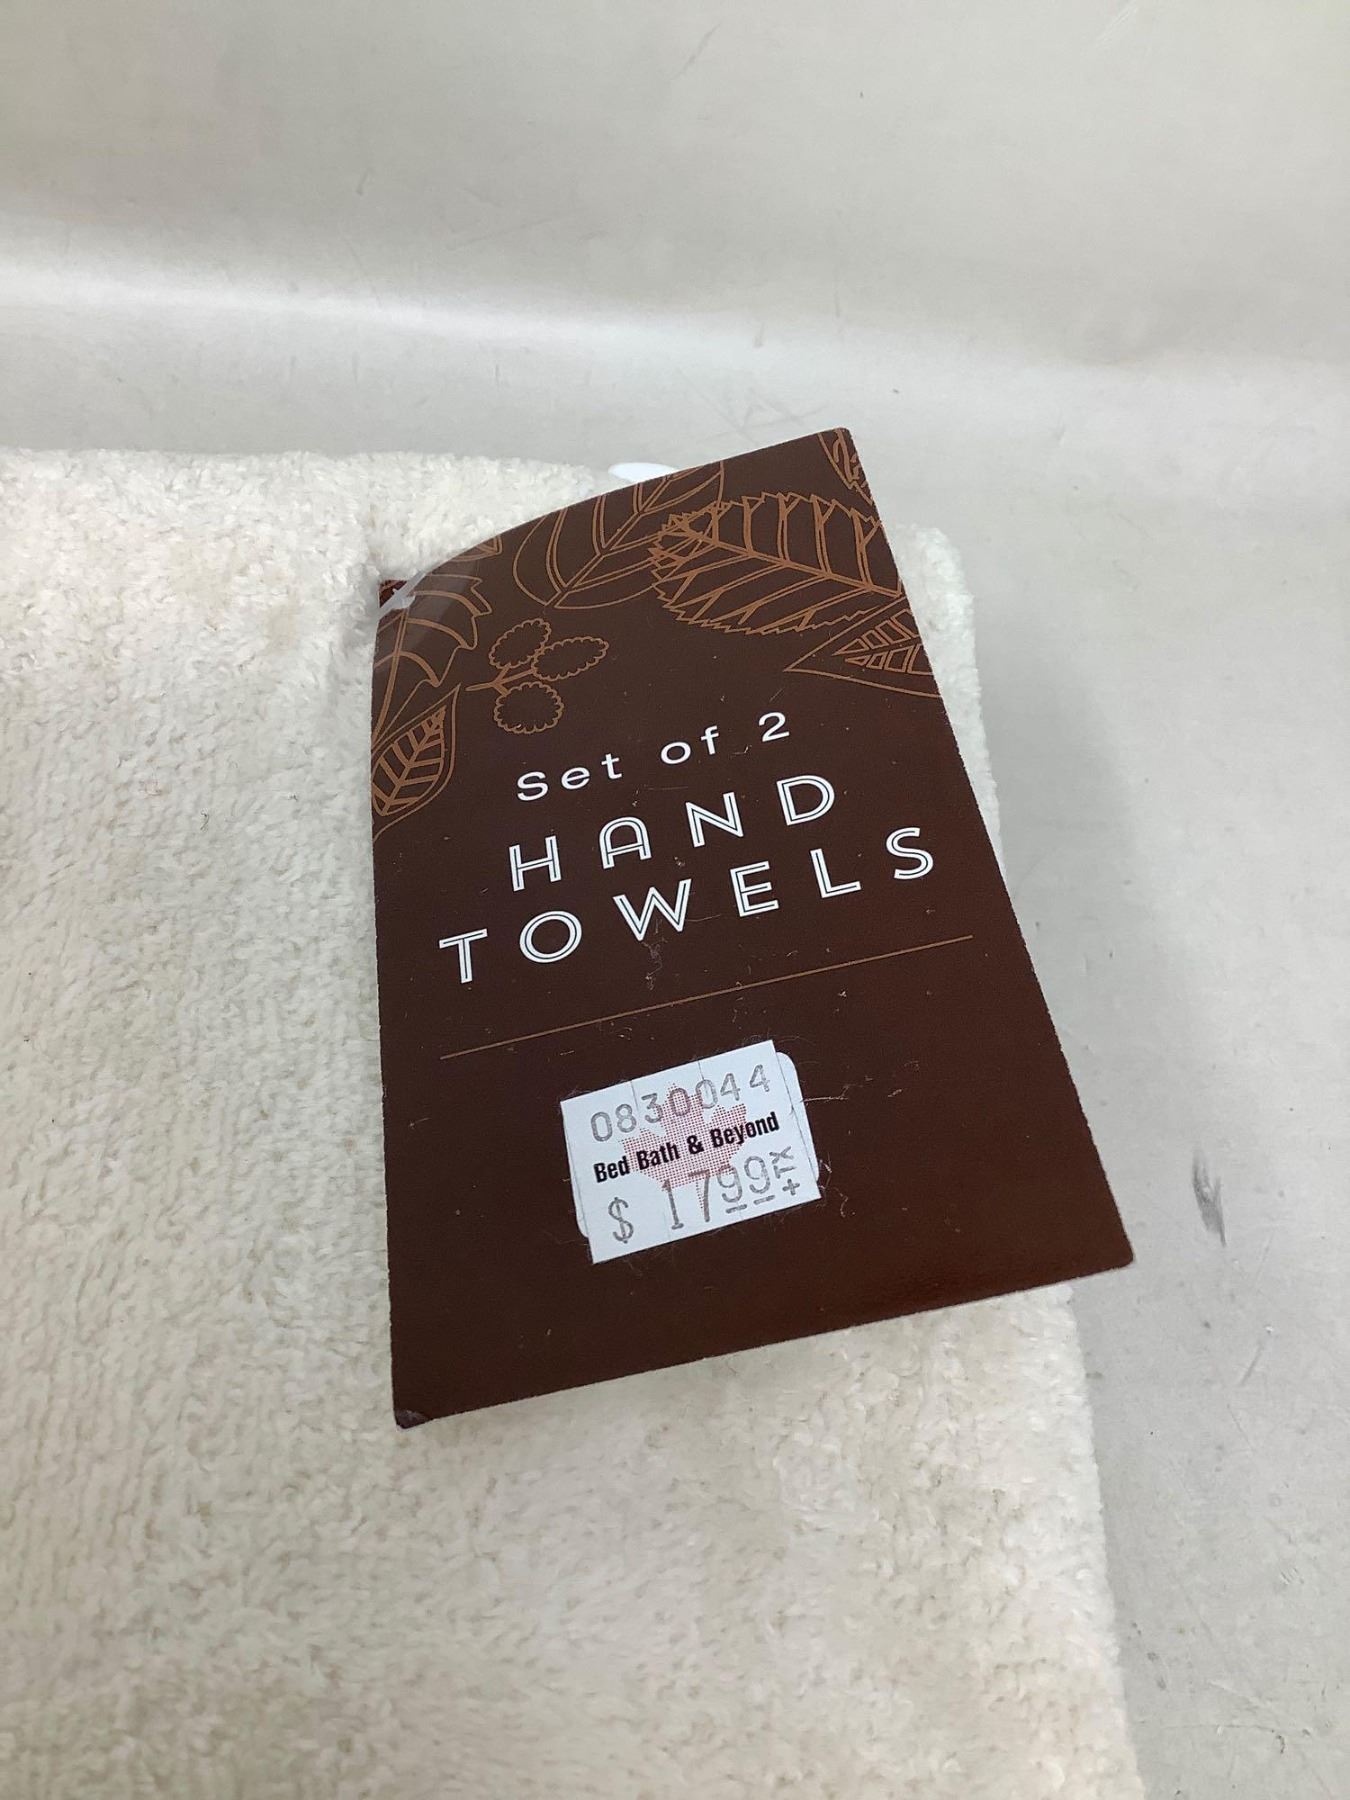 Set of 2
HAND
TOWELS
0830044
Bed Bath & Beyond
$ 1799 +TX